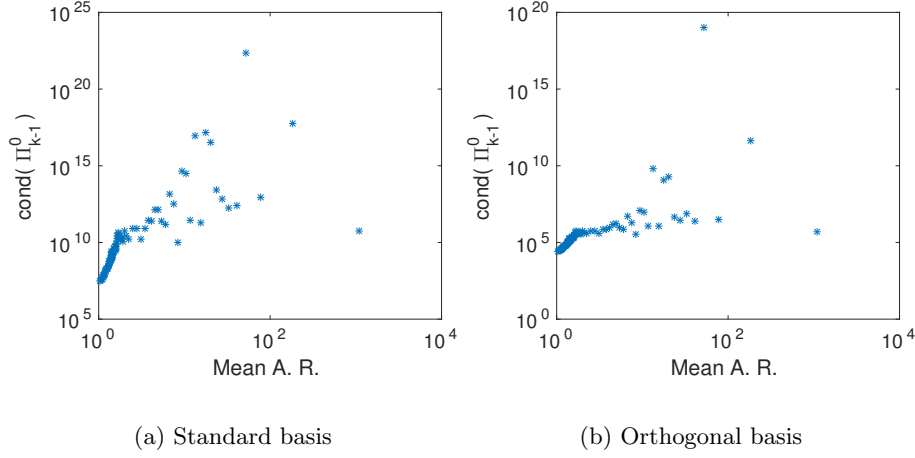 10^25
10^20
10^15
10^10
10^5
cond( Π^0_{k-1} )
10^0 10^2 10^4
Mean A. R.
(a) Standard basis
10^20
10^15
10^10
10^5
10^0
cond( Π^0_{k-1} )
10^0 10^2 10^4
Mean A. R.
(b) Orthogonal basis